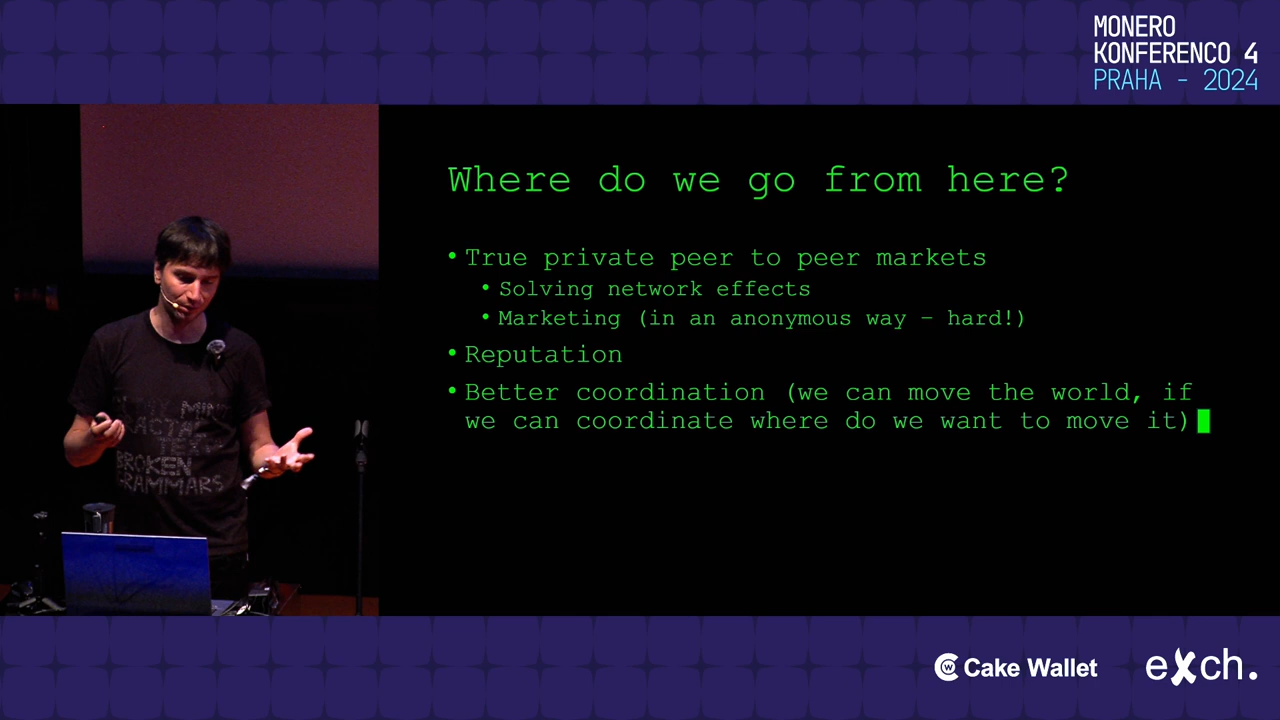 MONERO
KONFERENCO 4
PRAHA - 2024
Where do we go from here?
• True private peer to peer markets
• Solving network effects
• Marketing (in an anonymous way – hard!)
• Reputation
• Better coordination (we can move the world, if
we can coordinate where do we want to move it)
BROKEN
GRAMMARS
Cake Wallet
exch.